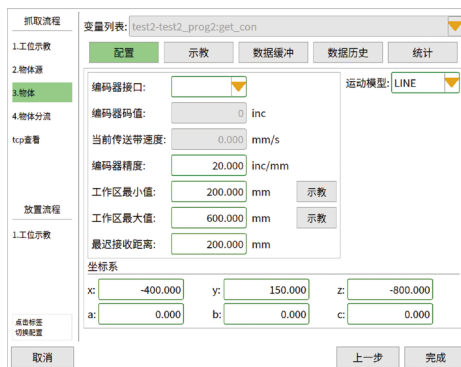 抓取流程
1.工位示教
2.物体源
3.物体
4.物体分流
tcp查看
放置流程
1.工位示教
点击标签
切换配置
取消
变量列表: test2-test2_prog2:get_con
配置 示教 数据缓冲 数据历史 统计
编码器接口:
运动模型: LINE
编码器码值: 0 inc
当前传送带速度: 0.000 mm/s
编码器精度: 20.000 inc/mm
工作区最小值: 200.000 mm 示教
工作区最大值: 600.000 mm 示教
最迟接收距离: 200.000 mm
坐标系
x: -400.000 y: 150.000 z: -800.000
a: 0.000 b: 0.000 c: 0.000
上一步 完成